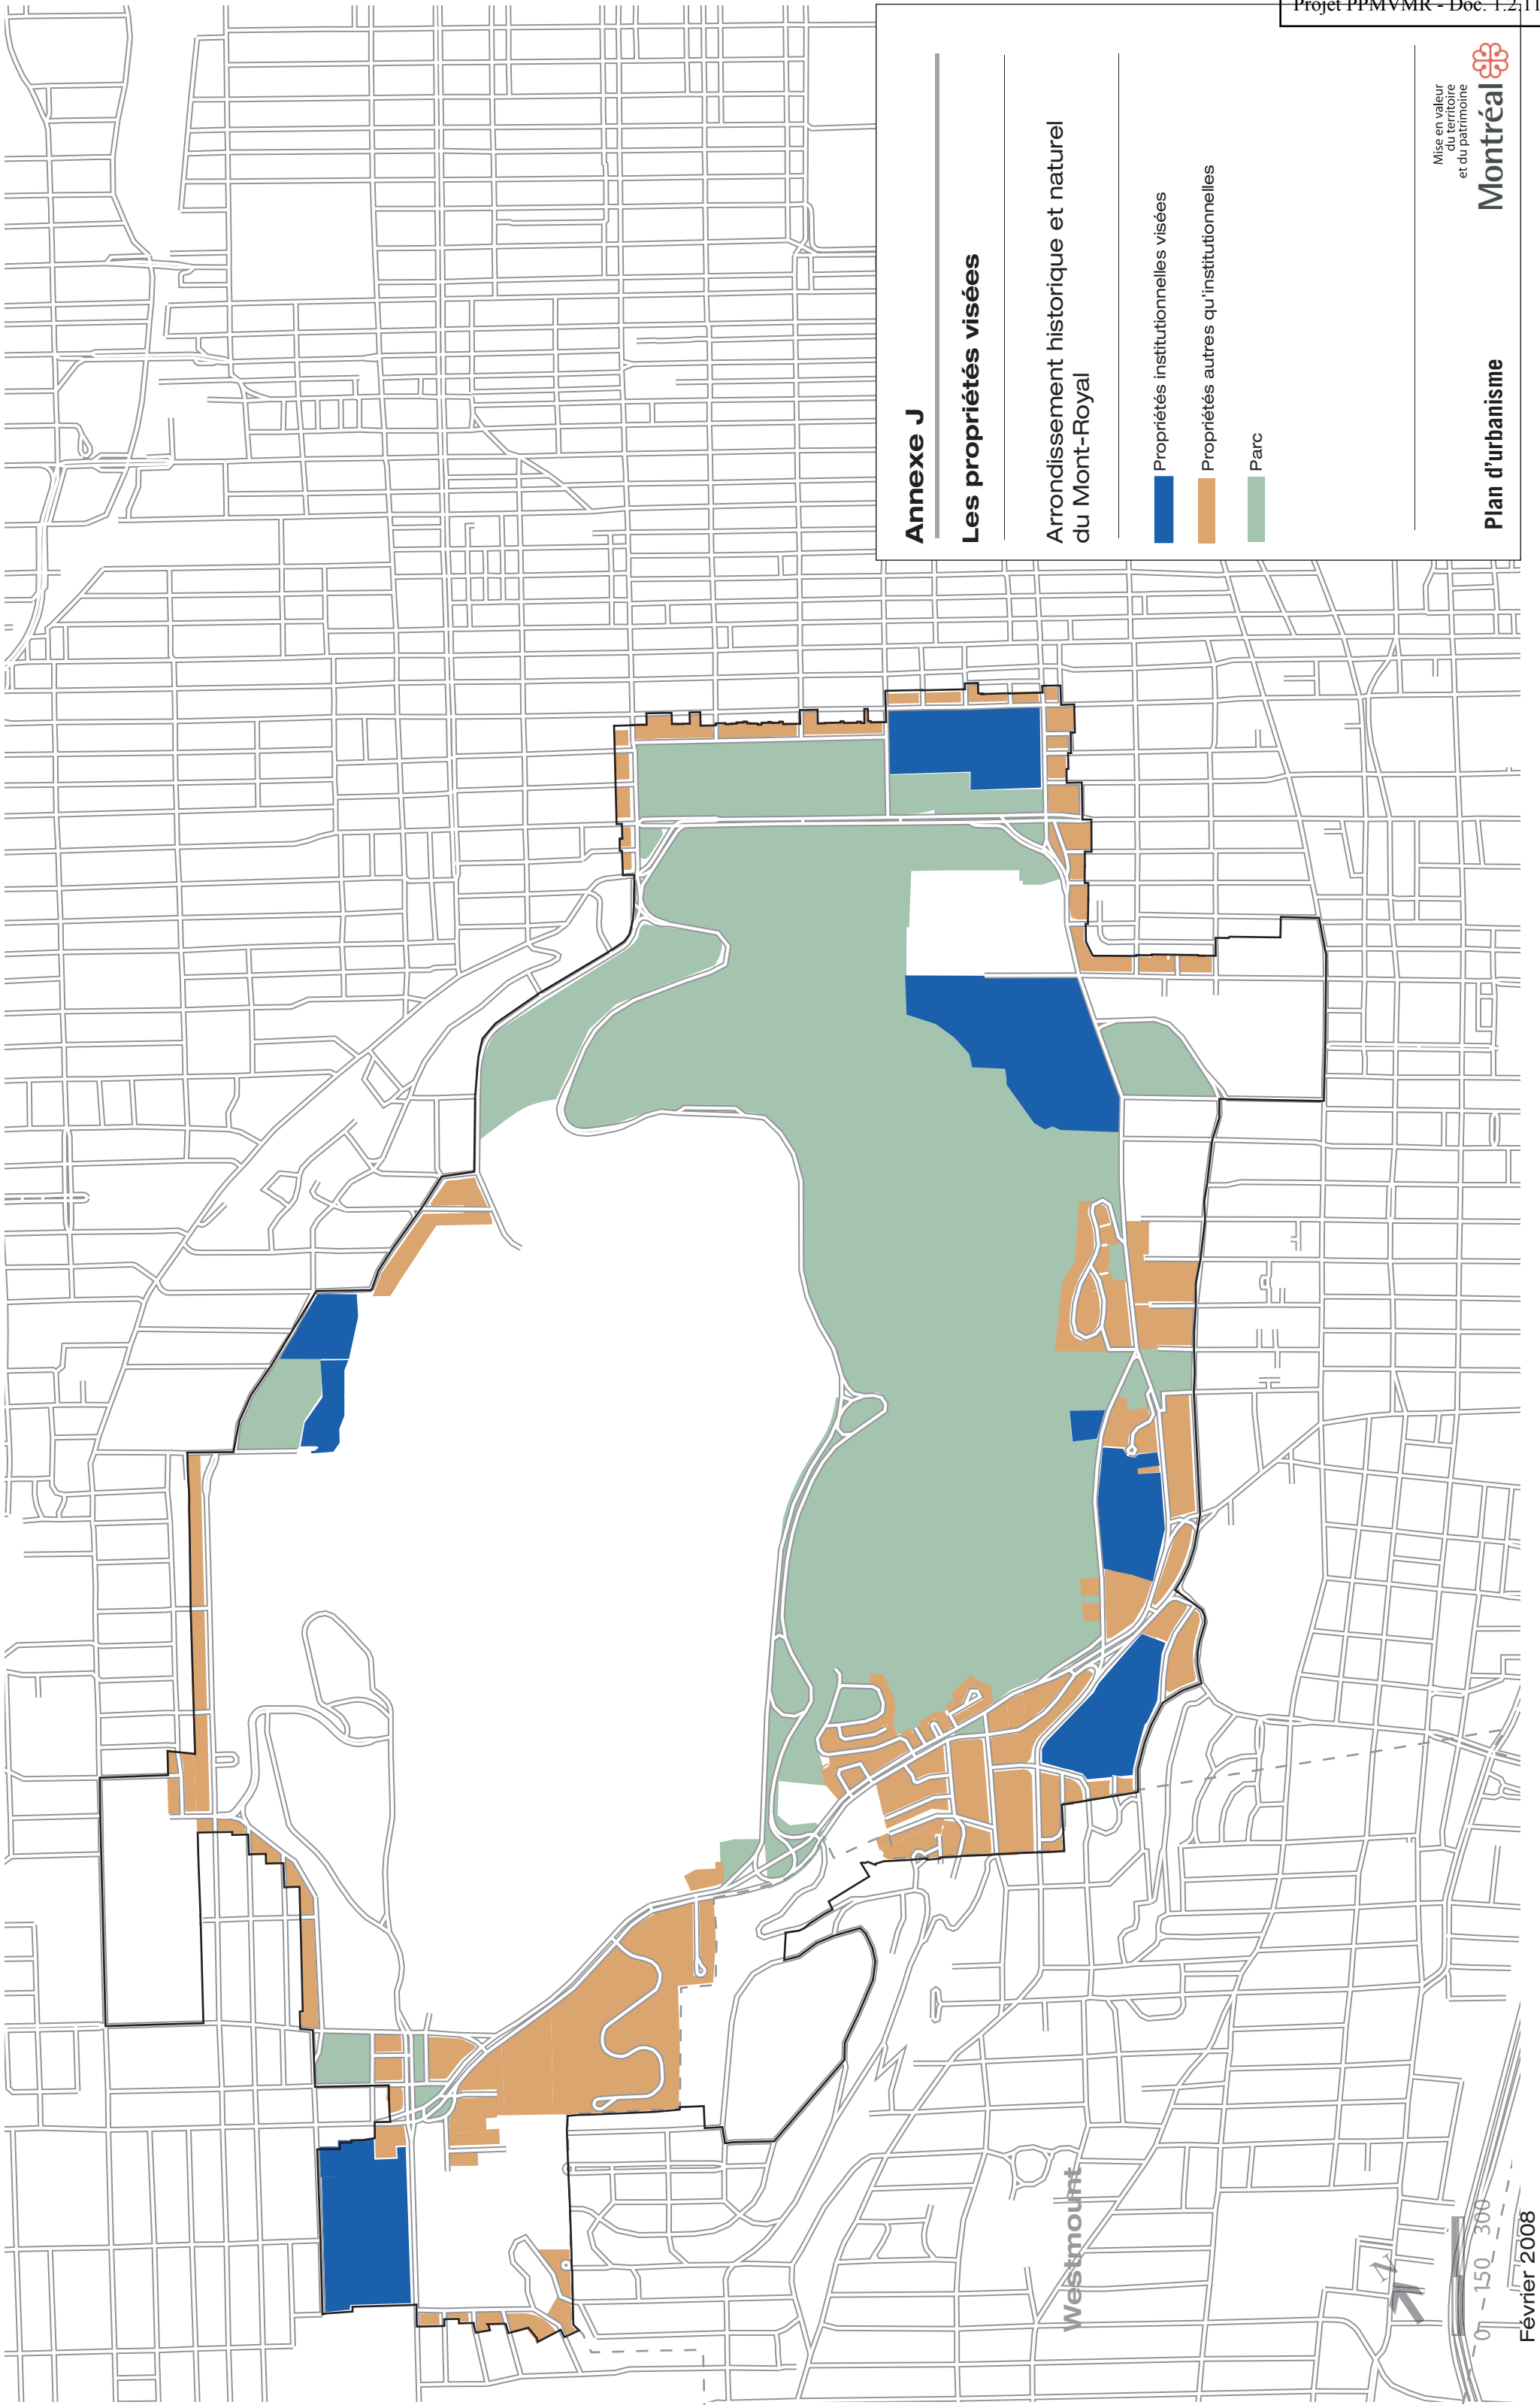 Projet PPMVMR - Doc. 1.2.11
Annexe J
Les propriétés visées
Arrondissement historique et naturel
du Mont-Royal
Propriétés institutionnelles visées
Propriétés autres qu'institutionnelles
Parc
Plan d'urbanisme
Mise en valeur
du territoire
et du patrimoine
Montréal
Westmount
N
0 150 300
Février 2008